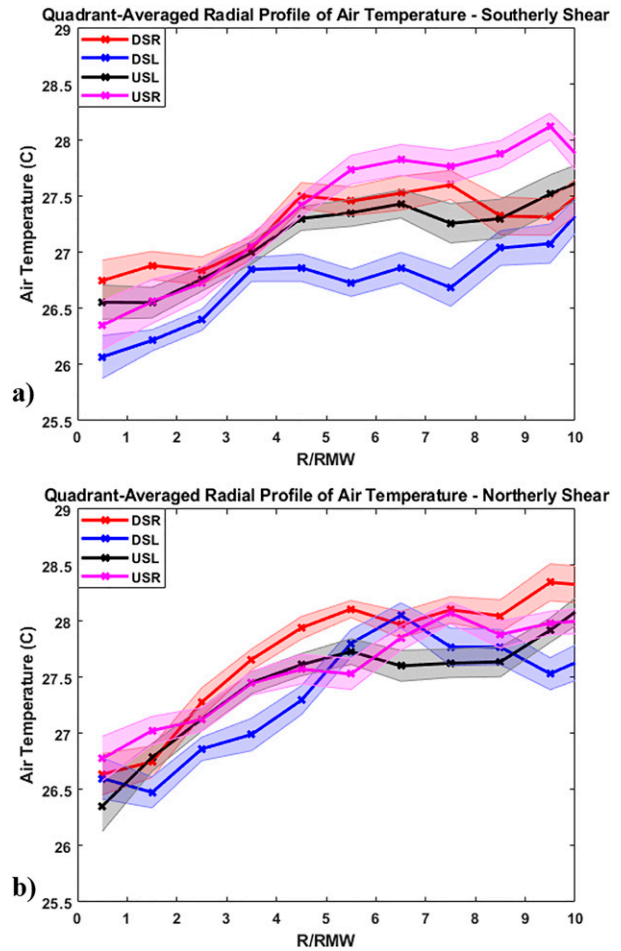 Quadrant-Averaged Radial Profile of Air Temperature - Southerly Shear
29
DSR
DSL
USL
USR
28.5
28
27.5
27
26.5
26
25.5
Air Temperature (C)
0 1 2 3 4 5 6 7 8 9 10
R/RMW
a)
Quadrant-Averaged Radial Profile of Air Temperature - Northerly Shear
29
DSR
DSL
USL
USR
28.5
28
27.5
27
26.5
26
25.5
Air Temperature (C)
0 1 2 3 4 5 6 7 8 9 10
R/RMW
b)